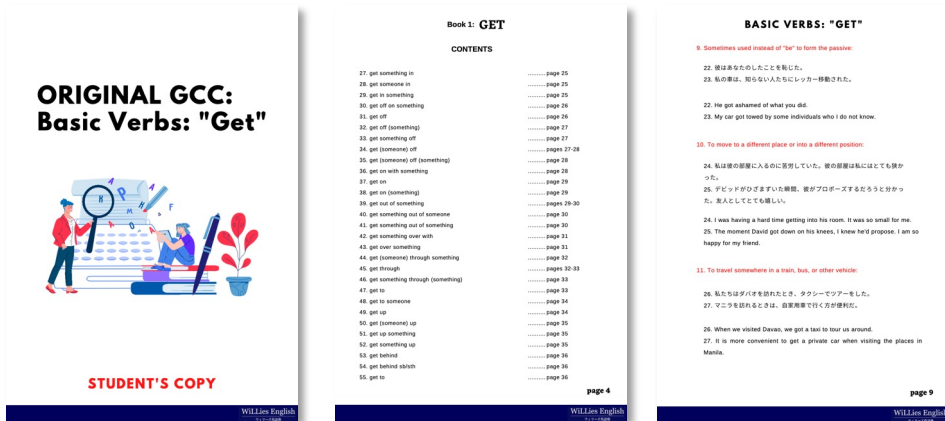 ORIGINAL GCC:
Basic Verbs: "Get"
STUDENT'S COPY
WiLLies English
Book 1: GET
CONTENTS
27. get something in .......... page 25
28. get someone in .......... page 25
29. get in something .......... page 25
30. get off on something .......... page 26
31. get off .......... page 26
32. get off (something) .......... page 27
33. get something off .......... page 27
34. get (someone) off .......... pages 27-28
35. get (someone) off (something) .......... page 28
36. get on with something .......... page 28
37. get on .......... page 29
38. get on (something) .......... page 29
39. get out of something .......... pages 29-30
40. get something out of someone .......... page 30
41. get something out of something .......... page 31
42. get something over with .......... page 31
43. get over something .......... page 31
44. get (someone) through something .......... page 32
45. get through .......... pages 32-33
46. get something through (something) .......... page 33
47. get to .......... page 33
48. get to someone .......... page 34
49. get up .......... page 34
50. get (someone) up .......... page 35
51. get up something .......... page 35
52. get something up .......... page 35
53. get behind .......... page 36
54. get behind sb/sth .......... page 36
55. get to .......... page 36
page 4
WiLLies English
BASIC VERBS: "GET"
9. Sometimes used instead of "be" to form the passive:
22. 彼はあなたのしたことを恥じた。
23. 私の車は、知らない人たちにレッカー移動された。
22. He got ashamed of what you did.
23. My car got towed by some individuals who I do not know.
10. To move to a different place or into a different position:
24. 私は彼の部屋に入るのに苦労していた。彼の部屋は私にはとても狭か
った。
25. デビッドがひざまずいた瞬間、彼がプロポーズするだろうと分かっ
た。友人としてとても嬉しい。
24. I was having a hard time getting into his room. It was so small for me.
25. The moment David got down on his knees, I knew he'd propose. I am so
happy for my friend.
11. To travel somewhere in a train, bus, or other vehicle:
26. 私たちはダバオを訪れたとき、タクシーでツアーをした。
27. マニラを訪れるときは、自家用車で行く方が便利だ。
26. When we visited Davao, we got a taxi to tour us around.
27. It is more convenient to get a private car when visiting the places in
Manila.
page 9
WiLLies English